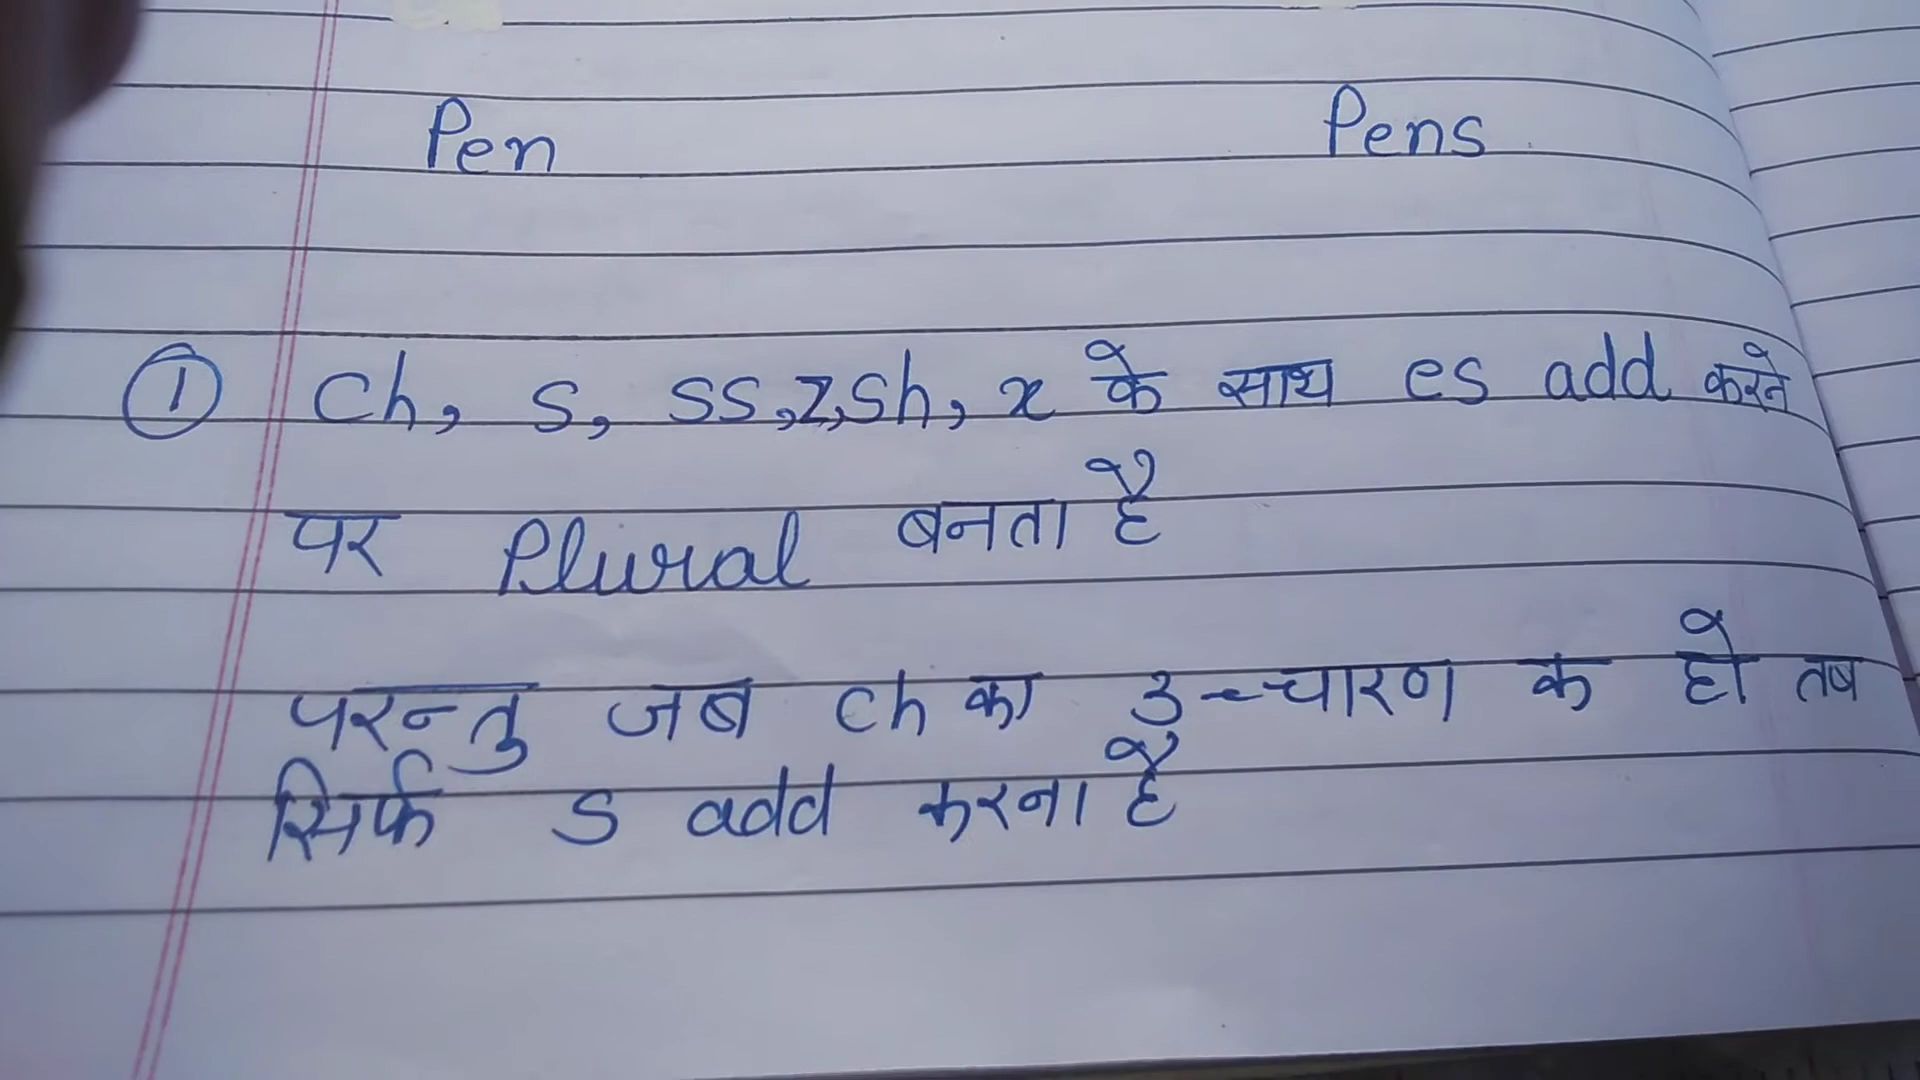 Pen Pens
① Ch, s, ss, z, sh, x के साथ es add करने
पर Plural बनता है
परन्तु जब ch का उच्चारण क हो तब
सिर्फ s add करना है